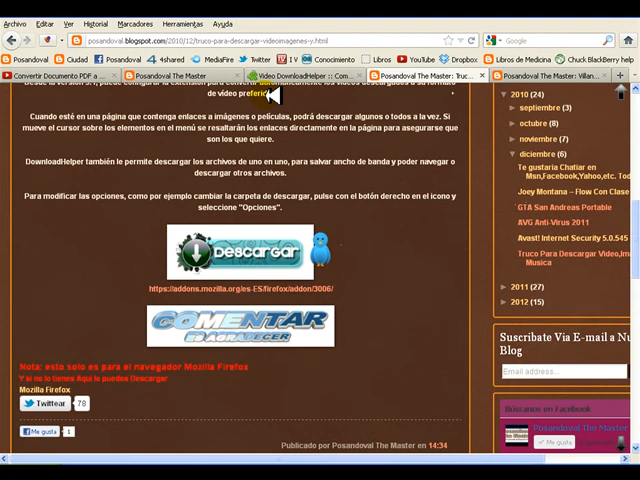 Archivo Editar Ver Historial Marcadores Herramientas Ayuda
posandoval.blogspot.com/2010/12/truco-para-descargar-videoimagenes-y.html
Google
Posandoval Ciudad Posandoval 4shared MediaFire Twitter I V Conocimiento Libros YouTube Dropbox Libros Chuck BlackBerry help
Convertir Documento PDF a ... Posandoval The Master Video DownloadHelper :: Com... Posandoval The Master: Truc... Posandoval The Master: Villan...
de vídeo
Cuando esté en una página que contenga enlaces a imágenes o películas, podrá descargar algunos o todos a la vez. Si
mueve el cursor sobre los elementos en el menú se resaltarán los enlaces directamente en la página para asegurarse
que son los que quiere.
DownloadHelper también le permite descargar los archivos de uno en uno, para salvar ancho de banda y poder navegar o
descargar otros archivos.
Para modificar las opciones, como por ejemplo cambiar la carpeta de descargar, pulse con el botón derecho en el icono y
seleccione "Opciones".
DESCARGAR
https://addons.mozilla.org/es-ES/firefox/addon/3006/
COMENTAR
ES AGRADECER
Nota: esto solo es para el navegador Mozilla Firefox
Y si no lo tienes Aqui lo puedes Descargar
Mozilla Firefox
Twittear 78
Me gusta 1
Publicado por Posandoval The Master en 14:34
▼ 2010 (24)
► septiembre (3)
► octubre (8)
► noviembre (7)
▼ diciembre (6)
Te gustaria Chatiar en
Msn,Facebook,Yahoo,etc. Tod
Joey Montana – Flow Con Clase
GTA San Andreas Portable
AVG Anti-Virus 2011
Avast! Internet Security 5.0.545
Truco Para Descargar Video,Im
Musica
► 2011 (27)
► 2012 (15)
Suscribate Via E-mail a Nu
Blog
Email address...
Búscanos en Facebook
Posandoval The Master
Me gusta